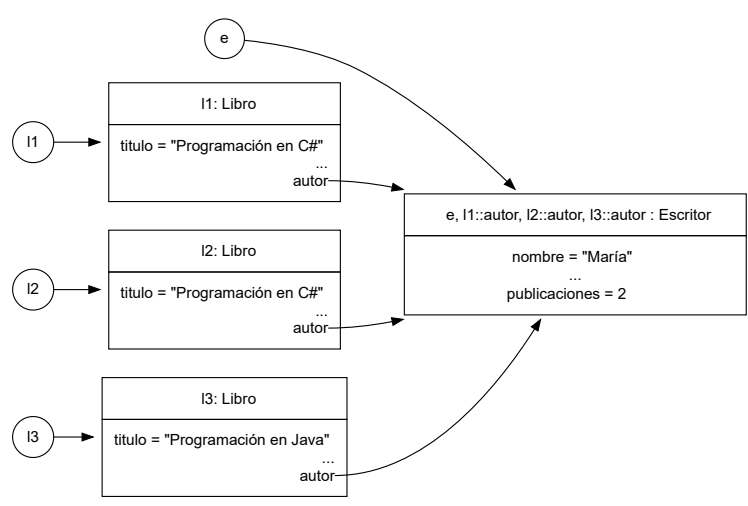 e
l1: Libro
l1
titulo = "Programación en C#"
...
autor
e, l1::autor, l2::autor, l3::autor : Escritor
nombre = "María"
...
publicaciones = 2
l2: Libro
l2
titulo = "Programación en C#"
...
autor
l3: Libro
l3
titulo = "Programación en Java"
...
autor